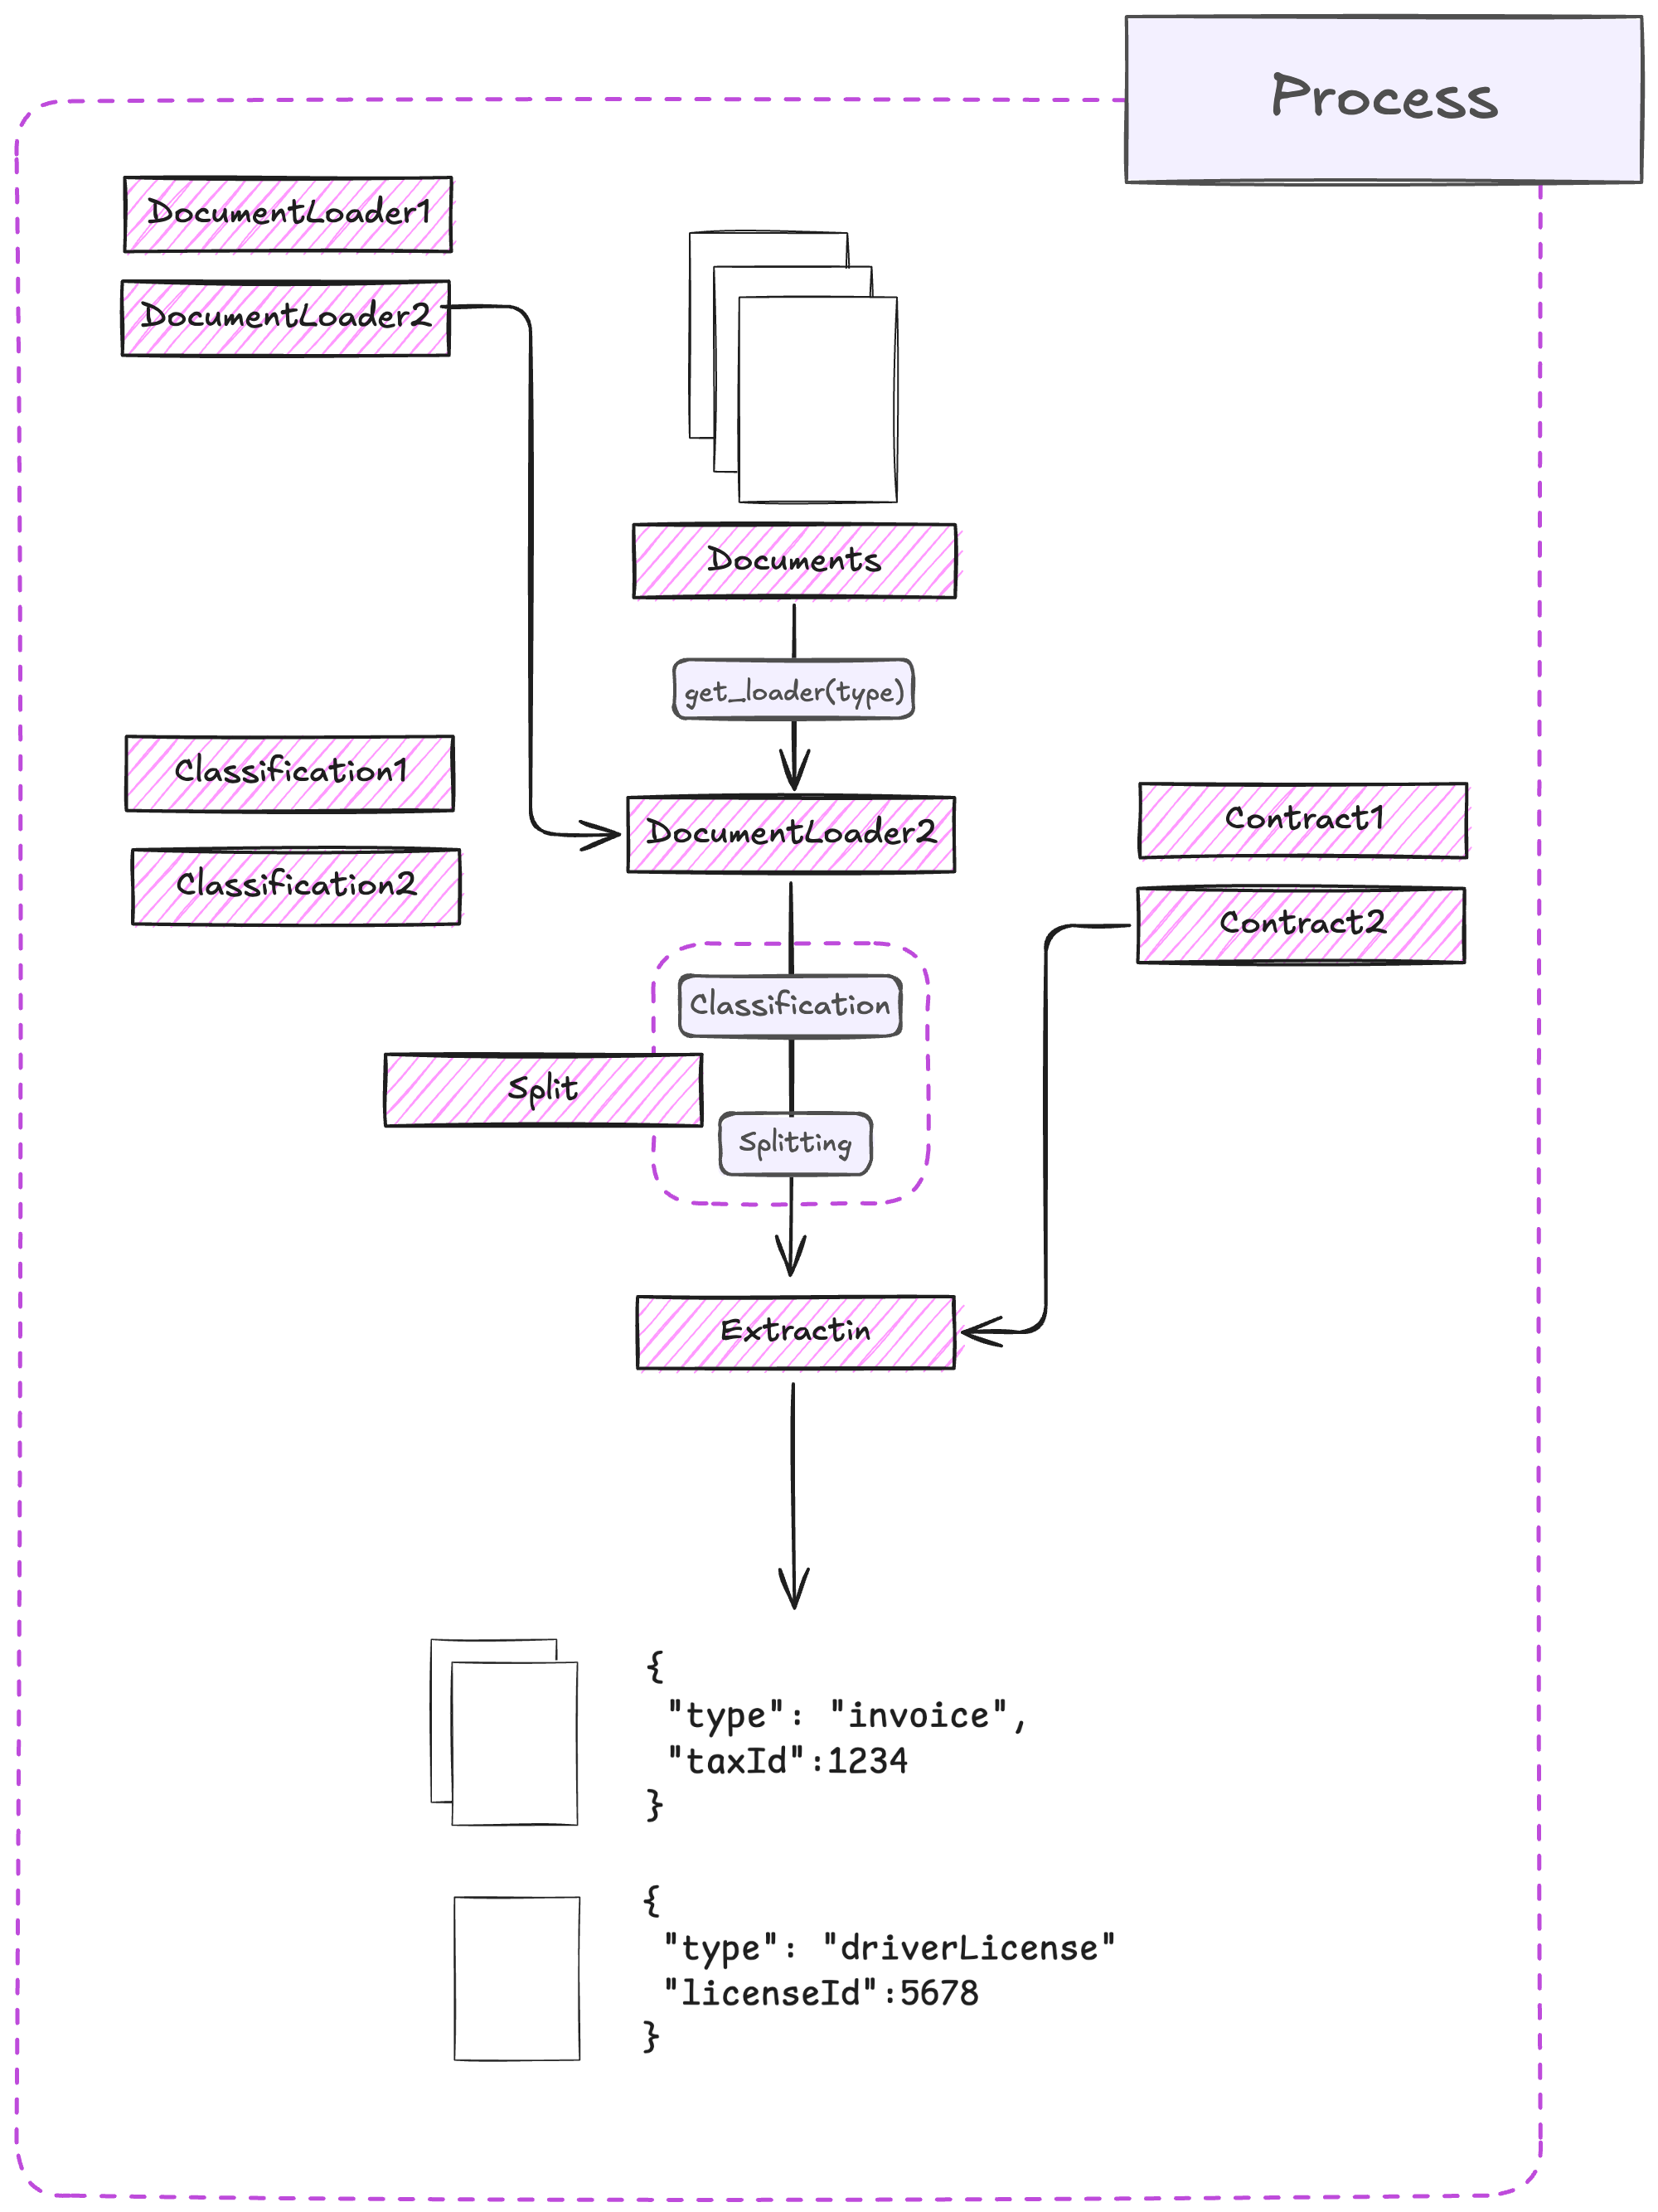 Process
DocumentLoader1
DocumentLoader2
Documents
get_loader(type)
Classification1
Classification2
DocumentLoader2
Contract1
Contract2
Classification
Split
Splitting
Extractin
{
"type": "invoice",
"taxId":1234
}
{
"type": "driverLicense"
"licenseId":5678
}